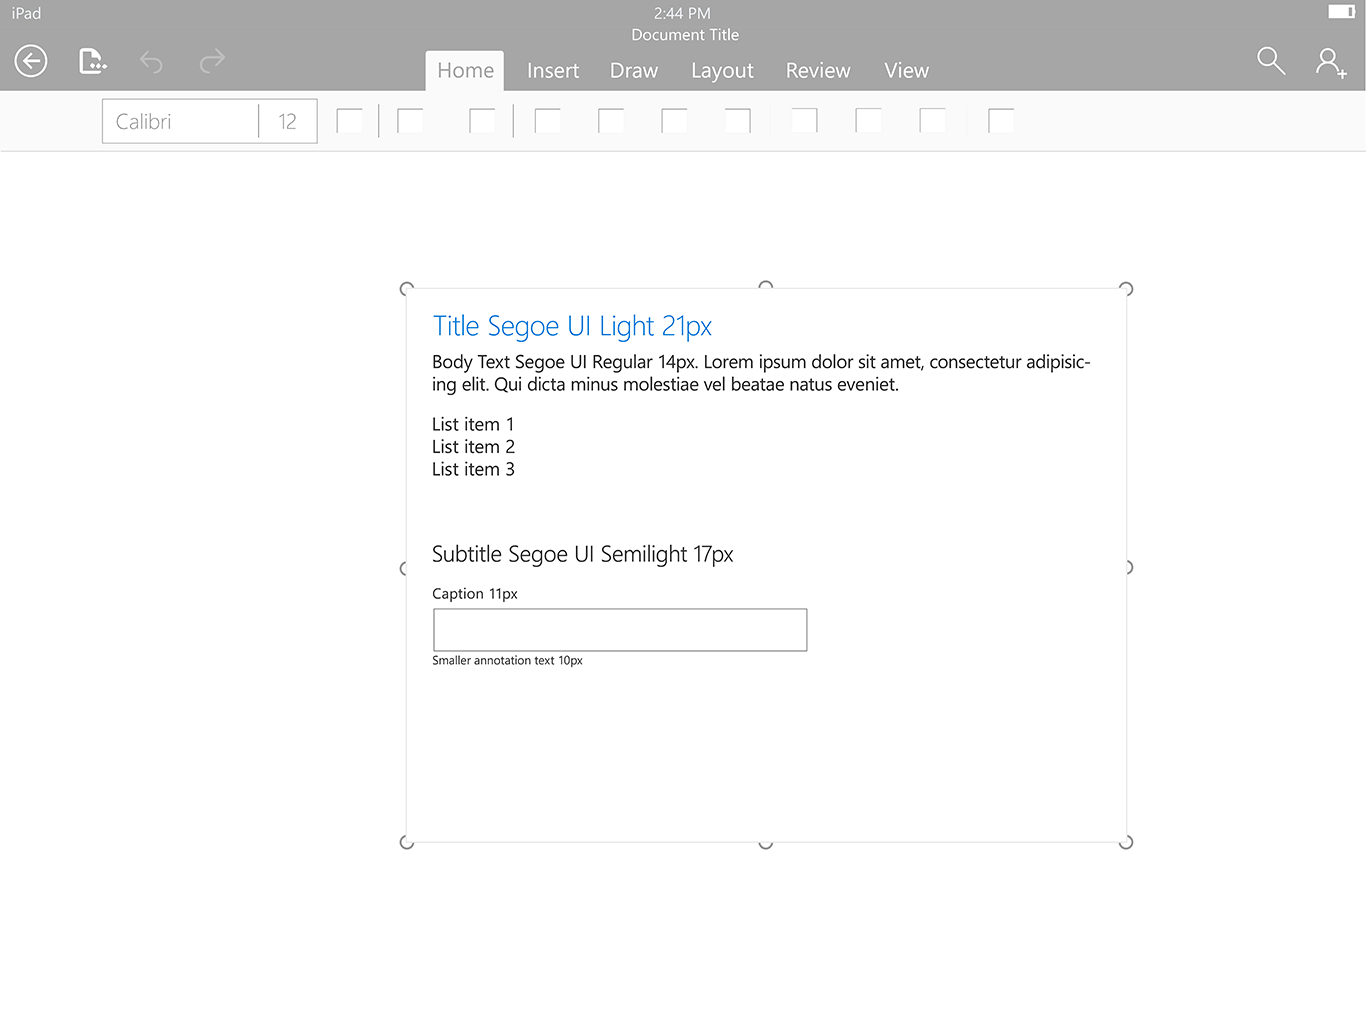 iPad
2:44 PM
Document Title
Home Insert Draw Layout Review View
Calibri 12
Title Segoe UI Light 21px
Body Text Segoe UI Regular 14px. Lorem ipsum dolor sit amet, consectetur adipisic-
ing elit. Qui dicta minus molestiae vel beatae natus eveniet.
List item 1
List item 2
List item 3
Subtitle Segoe UI Semilight 17px
Caption 11px
Smaller annotation text 10px